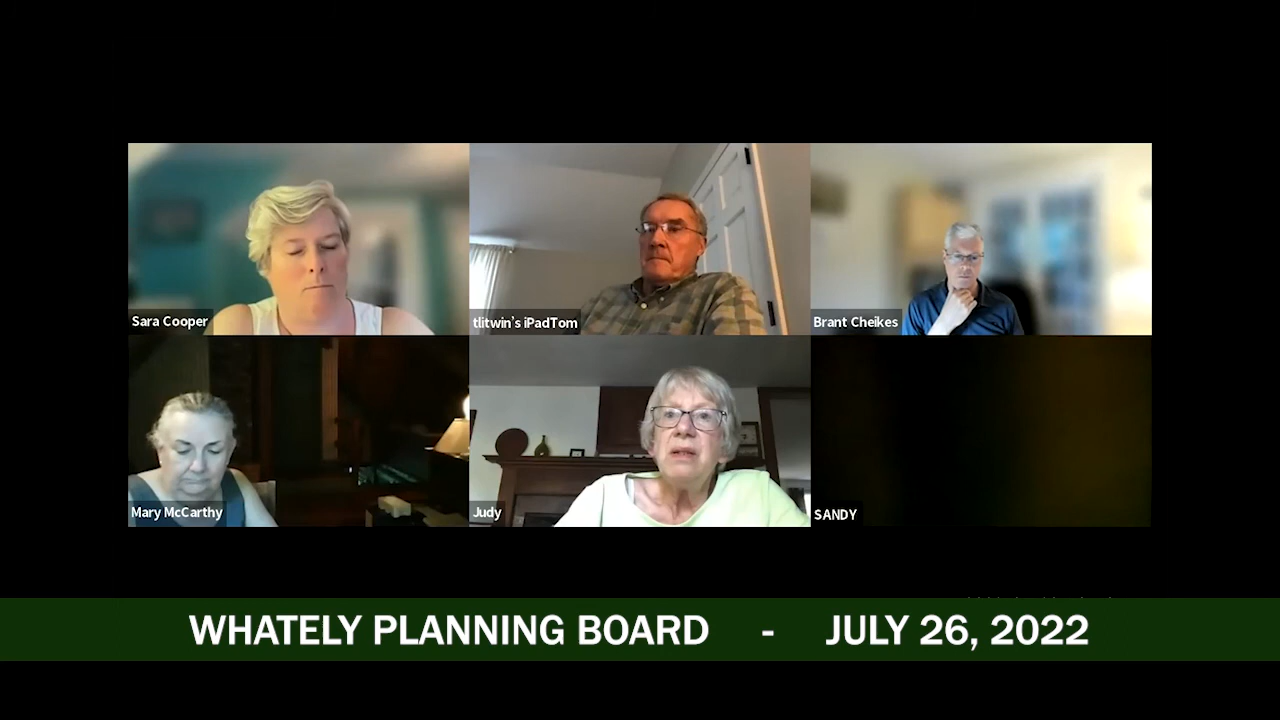 Sara Cooper
tlitwin's iPadTom
Brant Cheikes
Mary McCarthy
Judy
SANDY
WHATELY PLANNING BOARD - JULY 26, 2022